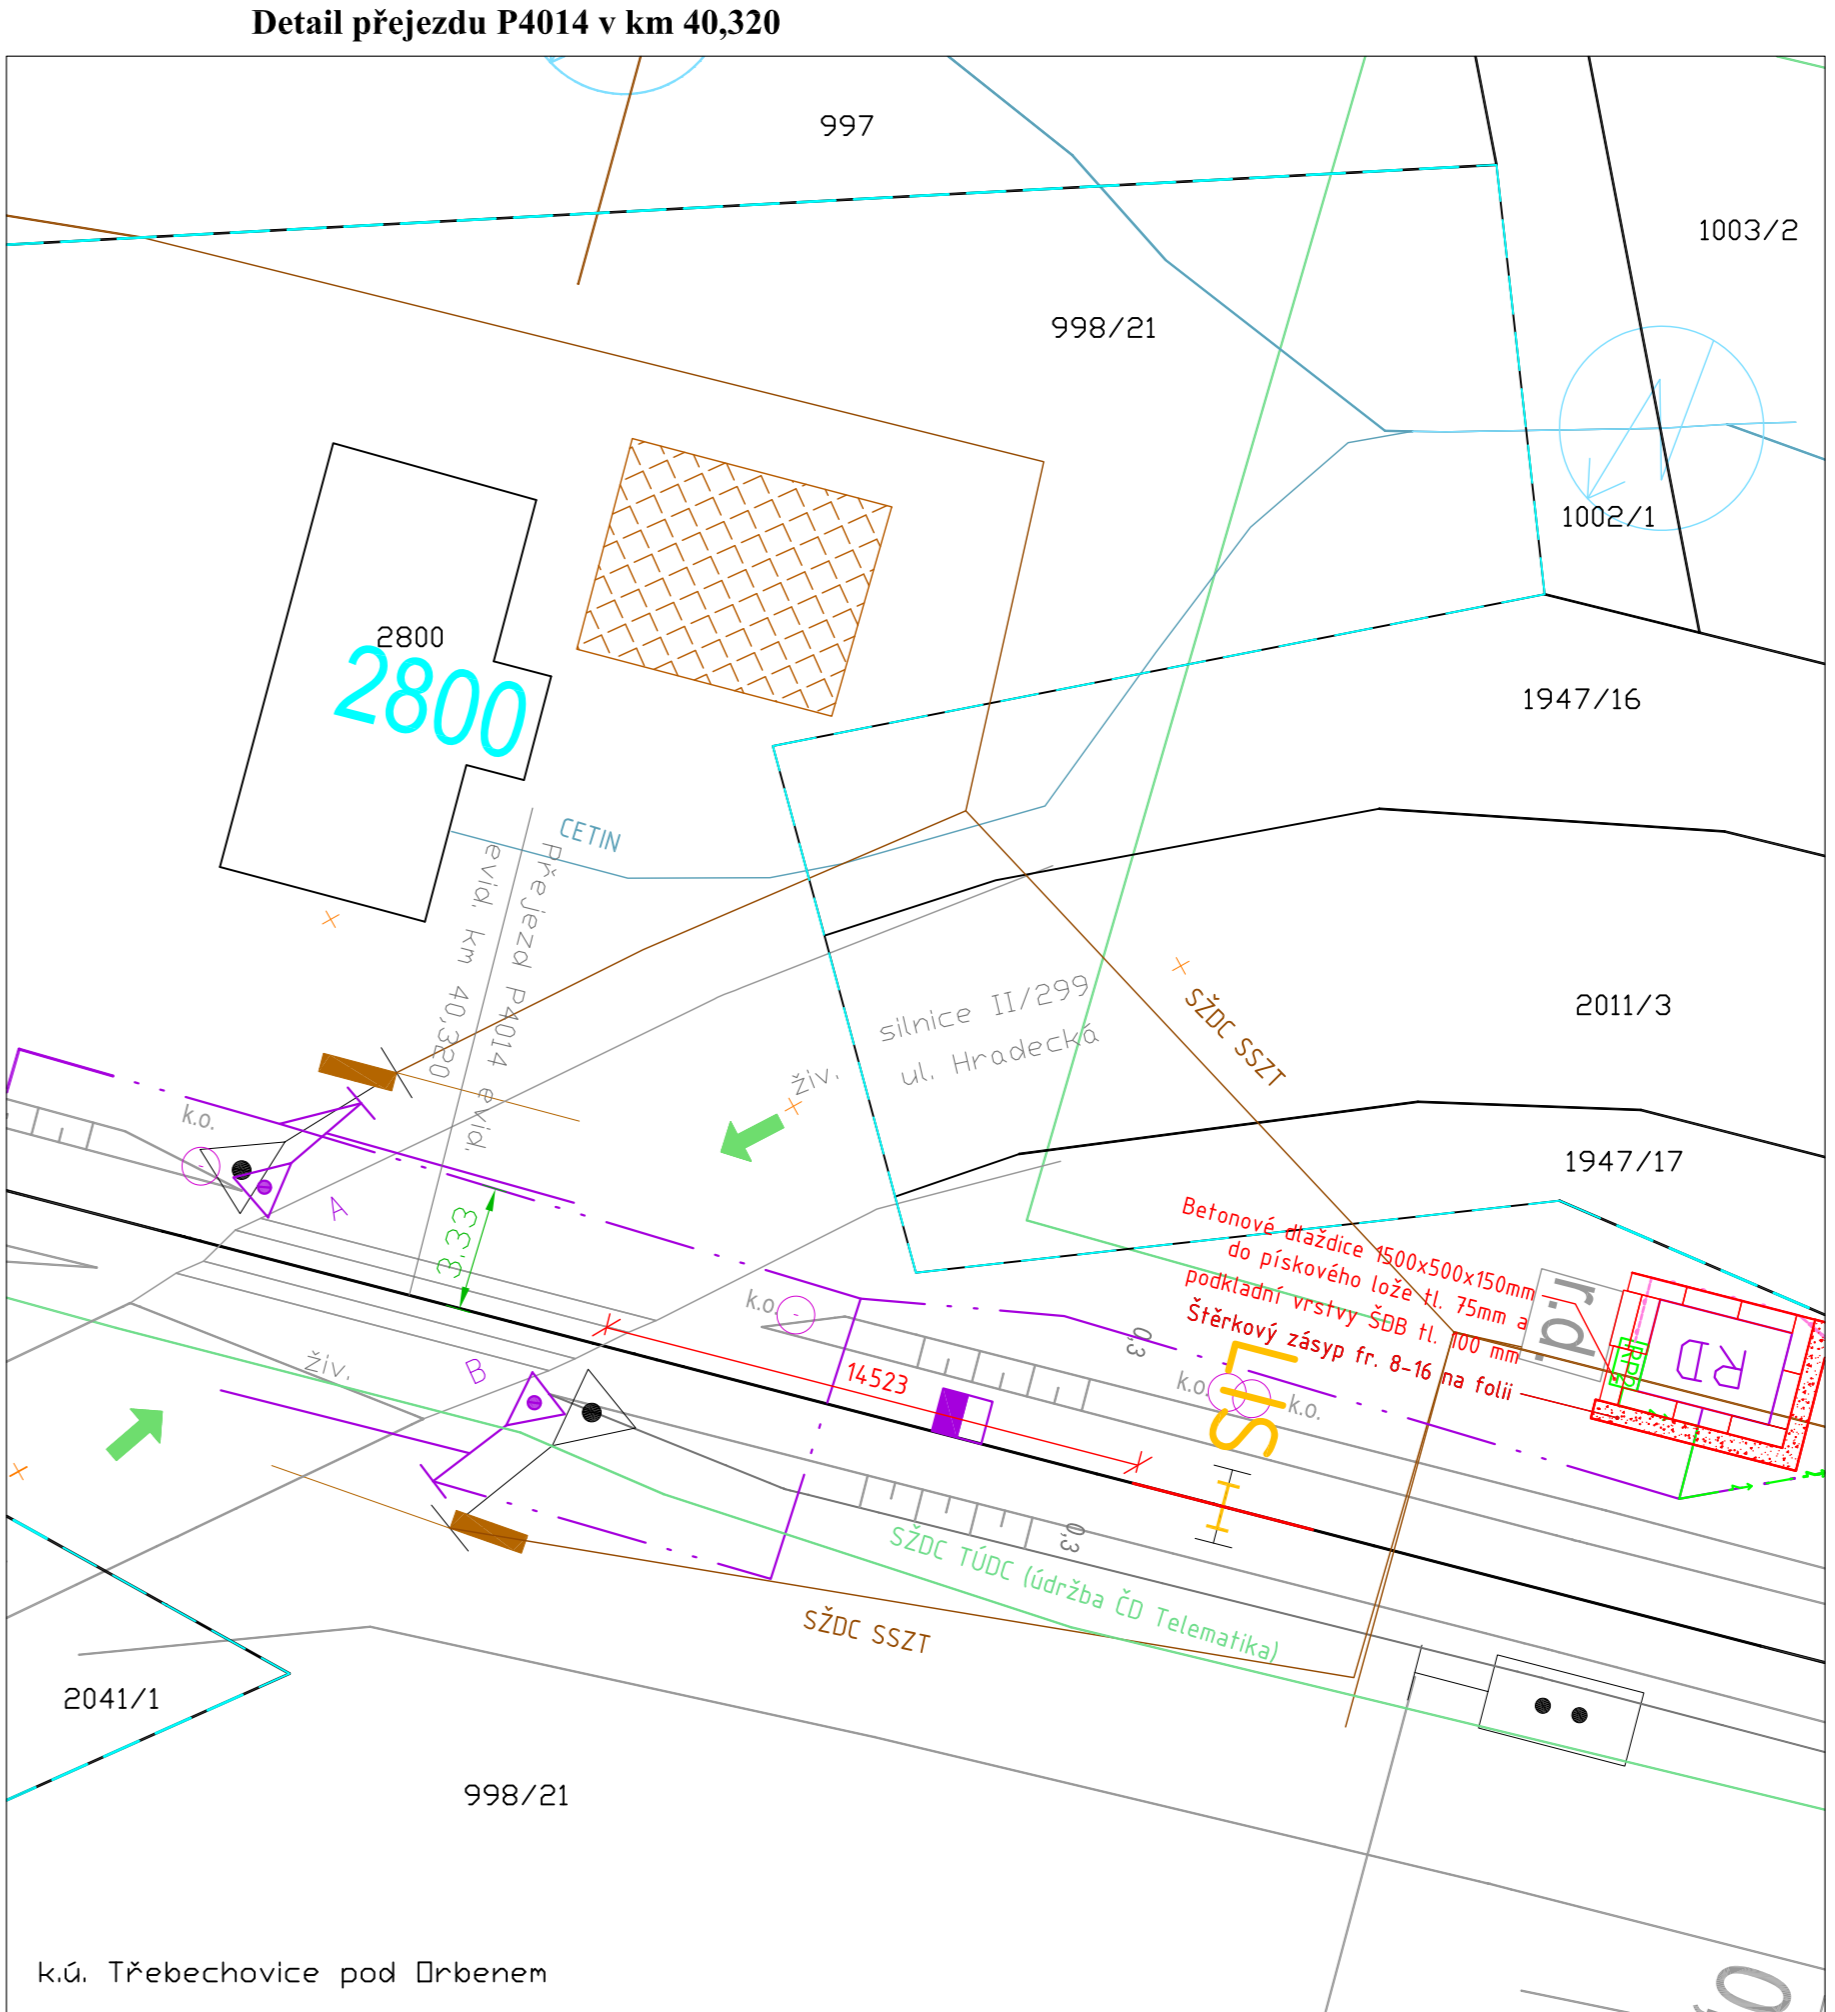 Detail přejezdu P4014 v km 40,320
997
1003/2
998/21
1002/1
2800
2800
1947/16
CETIN
Přejezd P4014 evid.
evid. km 40,320
silnice II/299
ul. Hradecká
živ.
SŽDC SSZT
2011/3
1947/17
k.o.
A
3.33
Betonové dlaždice 1500x500x150mm
do pískového lože tl. 75mm a
podkladní vrstvy ŠDB tl. 100 mm
Štěrkový zásyp fr. 8-16 na folii
r.d.
RD
k.o.
0,3
živ.
B
14523
k.o.
k.o.
LIS
0,3
SŽDC TÚDC (údržba ČD Telematika)
SŽDC SSZT
2041/1
998/21
k.ú. Třebechovice pod Orbenem